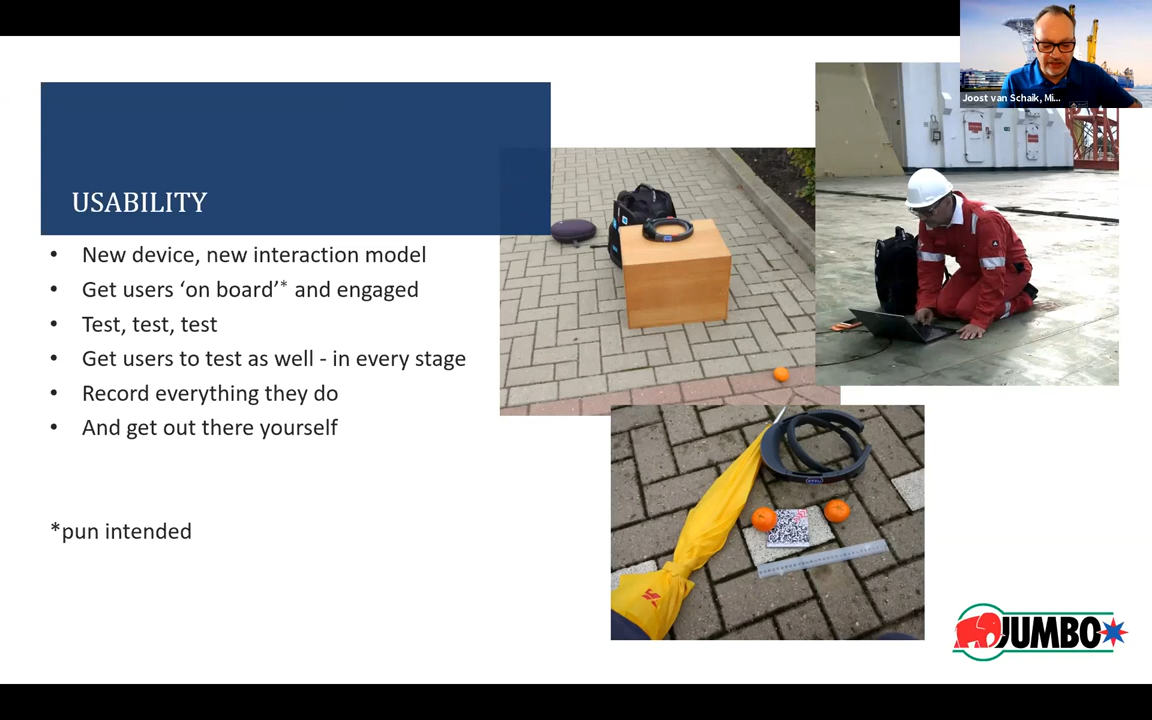 Joost van Schaik, Mi...
USABILITY
• New device, new interaction model
• Get users ‘on board’* and engaged
• Test, test, test
• Get users to test as well - in every stage
• Record everything they do
• And get out there yourself
*pun intended
JUMBO